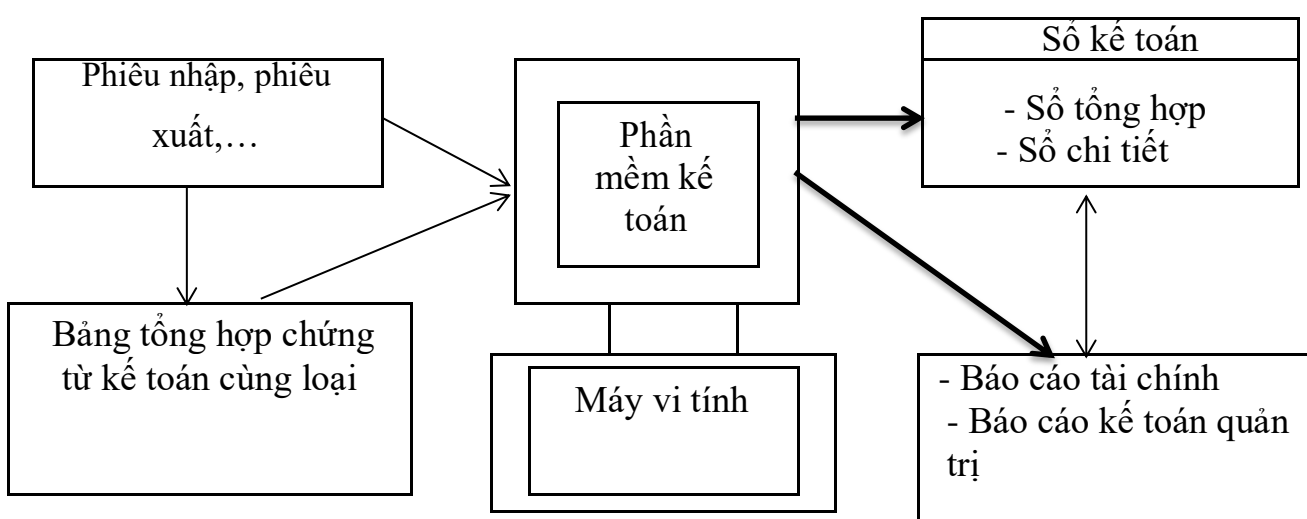 Phiếu nhập, phiếu
xuất,…
Bảng tổng hợp chứng
từ kế toán cùng loại
Phần
mềm kế
toán
Máy vi tính
Sổ kế toán
- Sổ tổng hợp
- Sổ chi tiết
- Báo cáo tài chính
- Báo cáo kế toán quản
trị